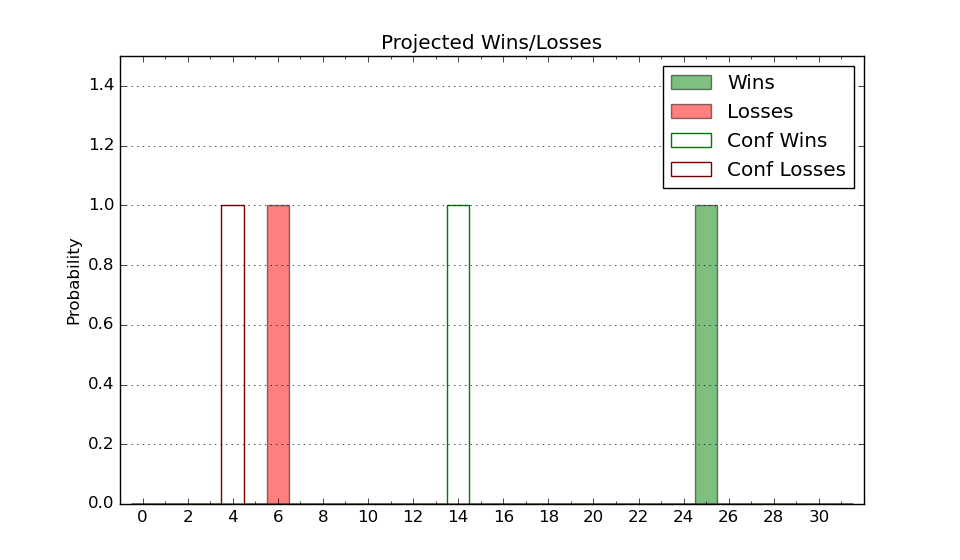 Projected Wins/Losses
Wins
Losses
Conf Wins
Conf Losses
Probability
1.4
1.2
1.0
0.8
0.6
0.4
0.2
0.0
0 2 4 6 8 10 12 14 16 18 20 22 24 26 28 30